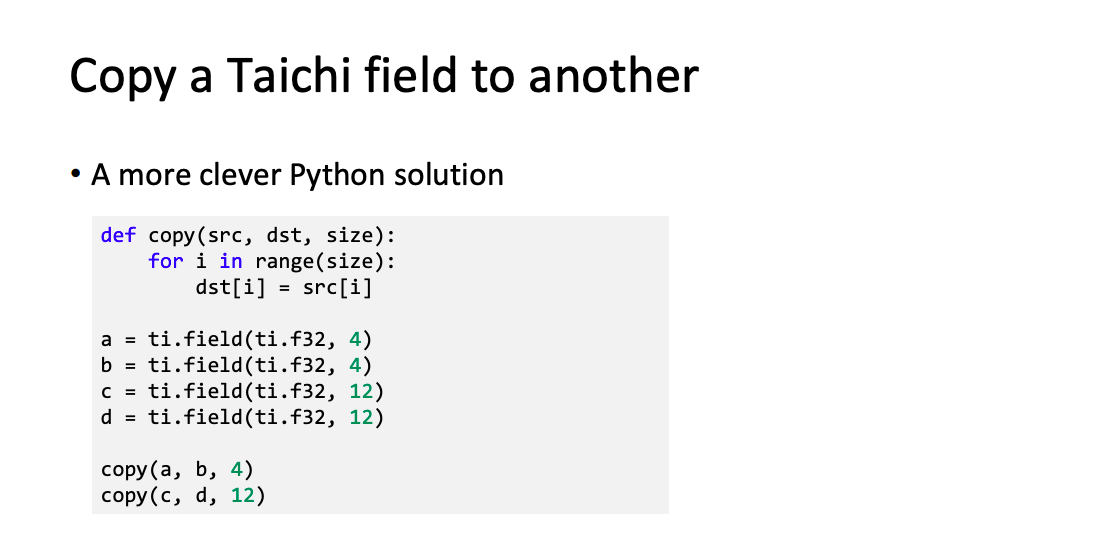 Copy a Taichi field to another
• A more clever Python solution
def copy(src, dst, size):
    for i in range(size):
        dst[i] = src[i]
a = ti.field(ti.f32, 4)
b = ti.field(ti.f32, 4)
c = ti.field(ti.f32, 12)
d = ti.field(ti.f32, 12)
copy(a, b, 4)
copy(c, d, 12)